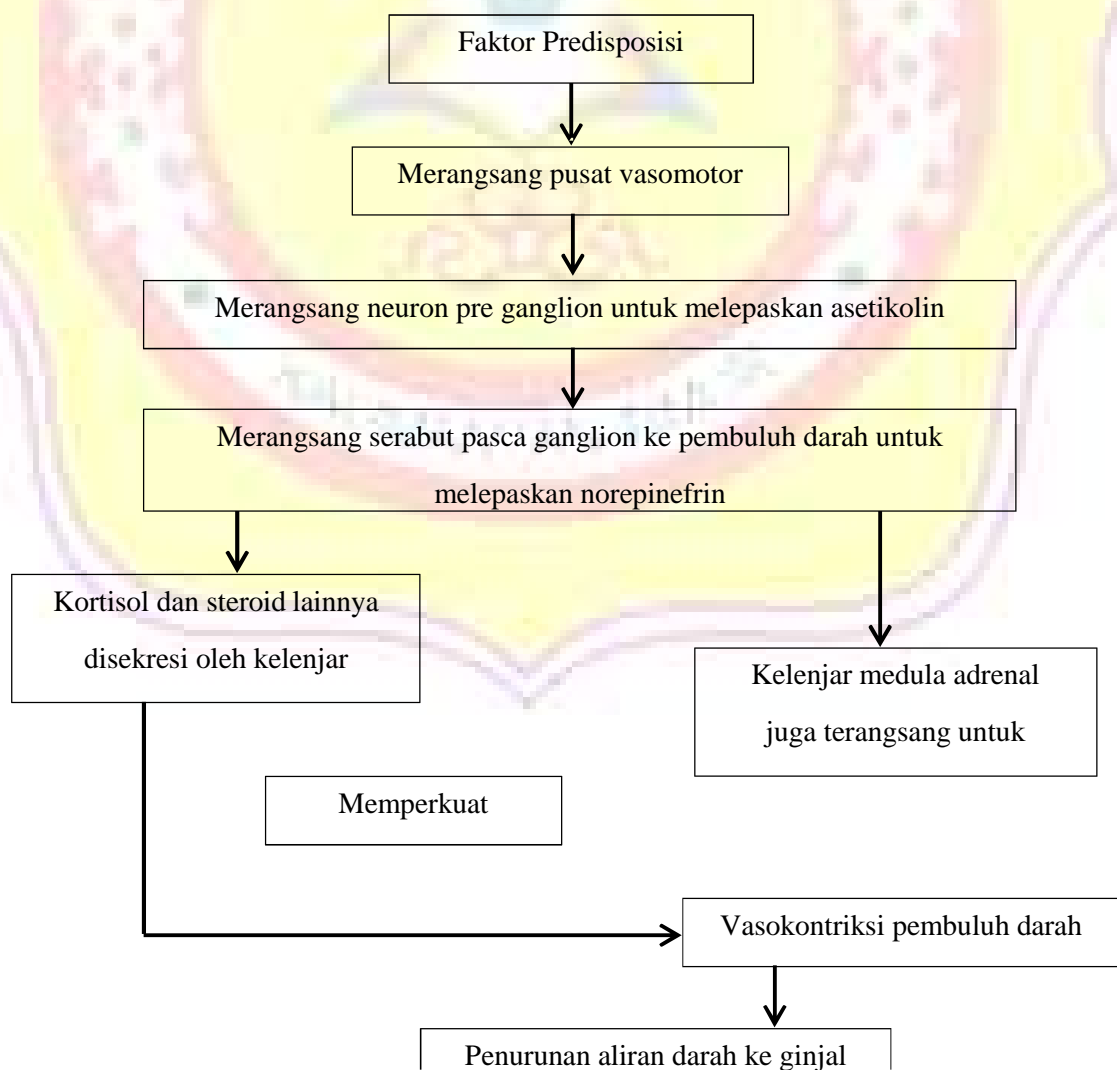 Faktor Predisposisi
Merangsang pusat vasomotor
Merangsang neuron pre ganglion untuk melepaskan asetikolin
Merangsang serabut pasca ganglion ke pembuluh darah untuk
melepaskan norepinefrin
Kortisol dan steroid lainnya
disekresi oleh kelenjar
Kelenjar medula adrenal
juga terangsang untuk
Memperkuat
Vasokontriksi pembuluh darah
Penurunan aliran darah ke ginjal